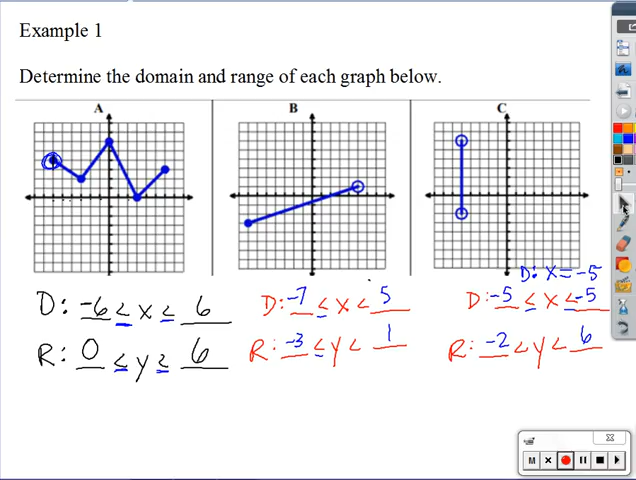 Example 1
Determine the domain and range of each graph below.
A B C
D: x = -5
D: -6 ≤ x ≤ 6 D: -7 ≤ x < 5 D: -5 ≤ x ≤ -5
R: 0 ≤ y ≥ 6 R: -3 ≤ y < 1 R: -2 < y < 6
M